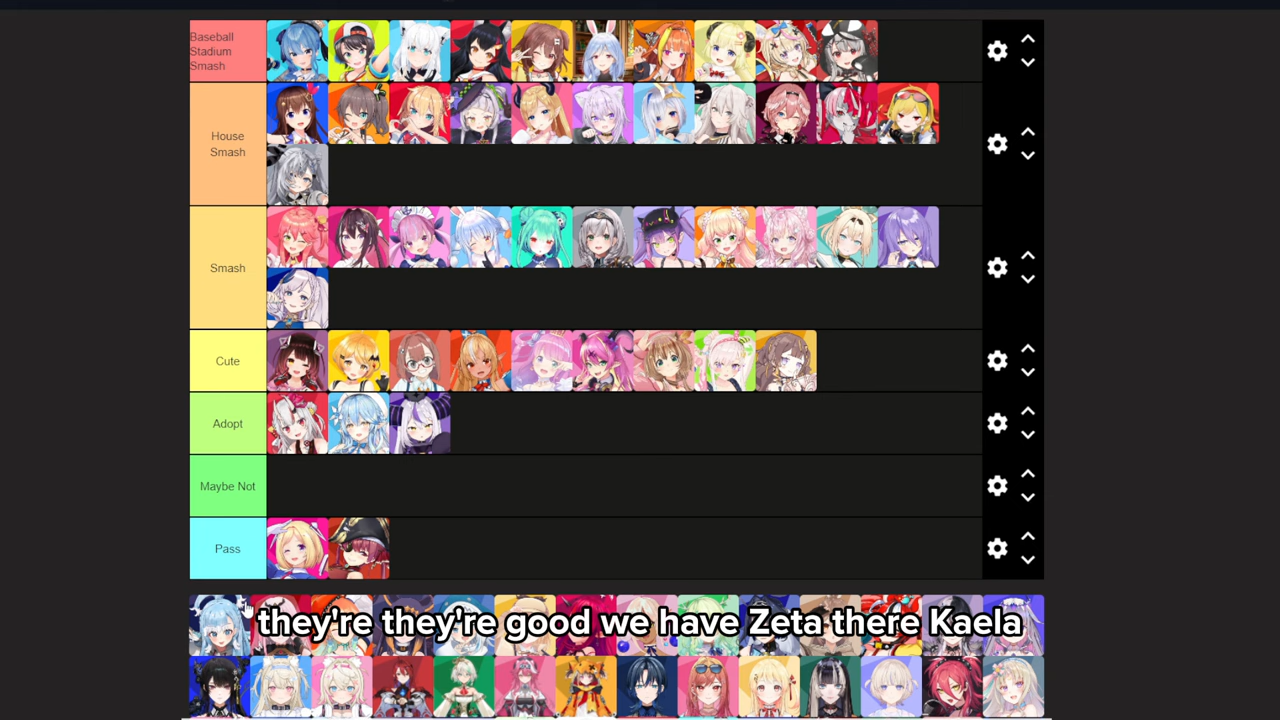 Baseball
Stadium
Smash
House
Smash
Smash
Cute
Adopt
Maybe Not
Pass
they're they're good we have Zeta there Kaela